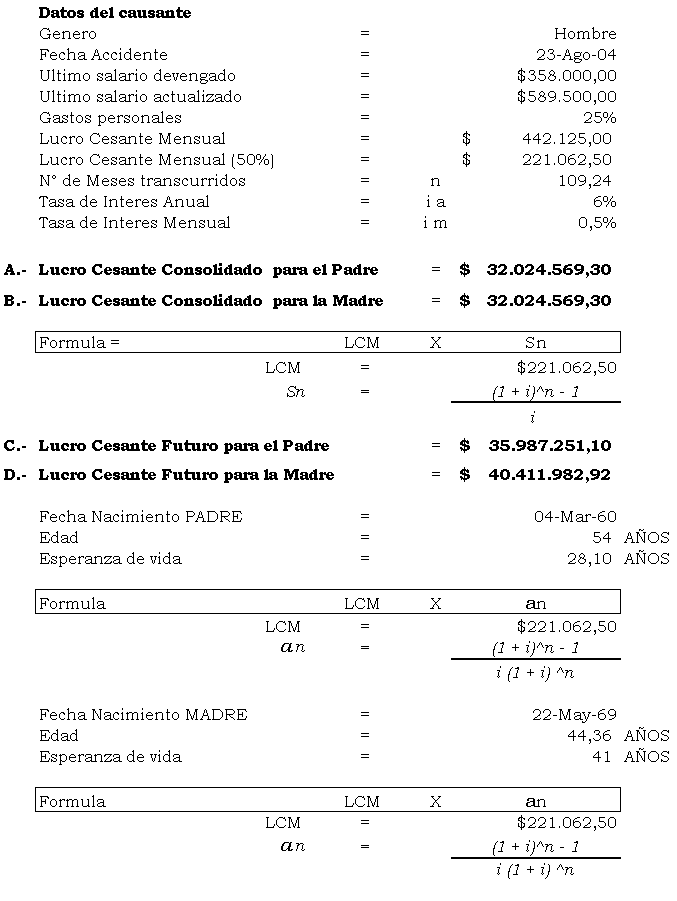 Datos del causante
Genero = Hombre
Fecha Accidente = 23-Ago-04
Ultimo salario devengado = $358.000,00
Ultimo salario actualizado = $589.500,00
Gastos personales = 25%
Lucro Cesante Mensual = $ 442.125,00
Lucro Cesante Mensual (50%) = $ 221.062,50
N° de Meses transcurridos = n 109,24
Tasa de Interes Anual = i a 6%
Tasa de Interes Mensual = i m 0,5%
A.- Lucro Cesante Consolidado para el Padre = $ 32.024.569,30
B.- Lucro Cesante Consolidado para la Madre = $ 32.024.569,30
Formula = LCM X Sn
LCM = $221.062,50
Sn = (1 + i)^n - 1
i
C.- Lucro Cesante Futuro para el Padre = $ 35.987.251,10
D.- Lucro Cesante Futuro para la Madre = $ 40.411.982,92
Fecha Nacimiento PADRE = 04-Mar-60
Edad = 54 AÑOS
Esperanza de vida = 28,10 AÑOS
Formula LCM X an
LCM = $221.062,50
an = (1 + i)^n - 1
i (1 + i) ^n
Fecha Nacimiento MADRE = 22-May-69
Edad = 44,36 AÑOS
Esperanza de vida = 41 AÑOS
Formula LCM X an
LCM = $221.062,50
an = (1 + i)^n - 1
i (1 + i) ^n